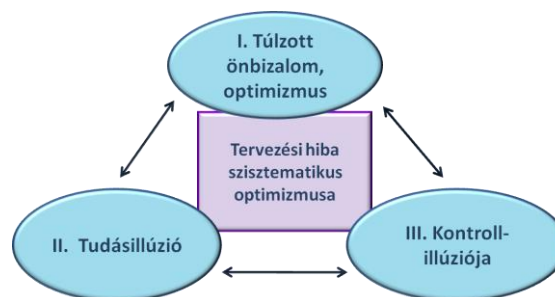 I. Túlzott
önbizalom,
optimizmus
Tervezési hiba
szisztematikus
optimizmusa
II. Tudásillúzió
III. Kontroll-
illúziója